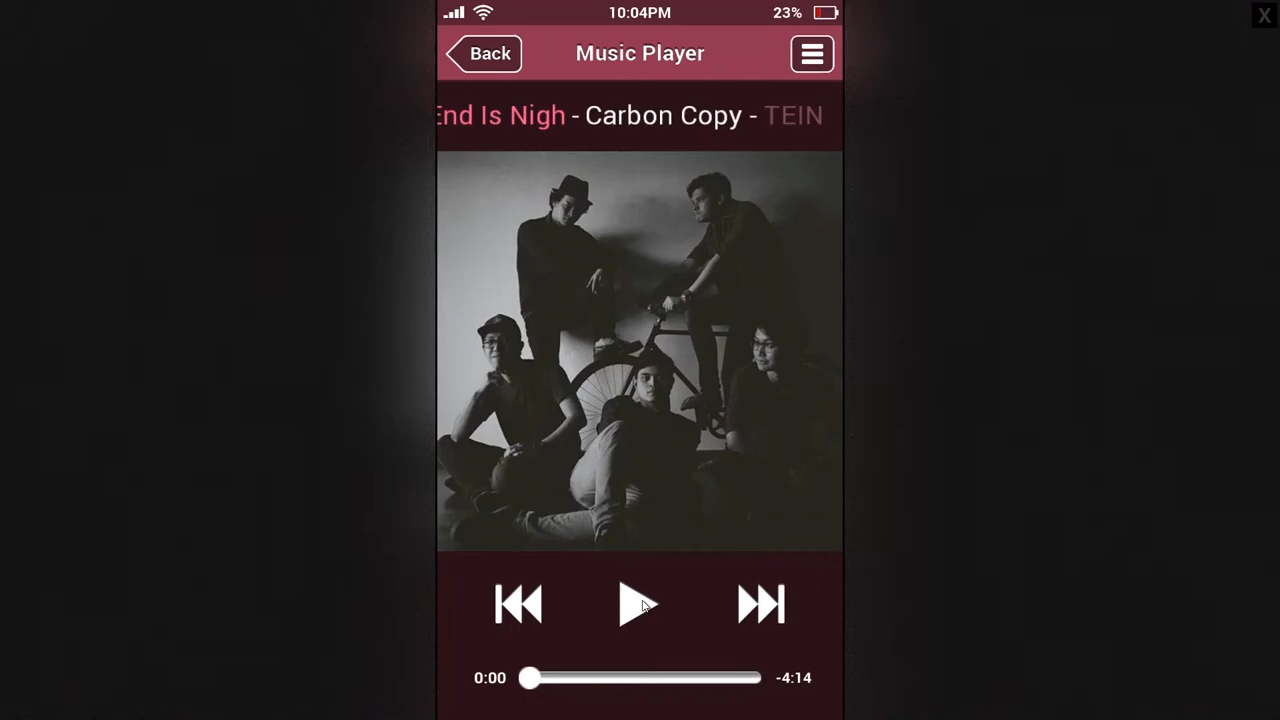 10:04PM
23%
X
Back
Music Player
End Is Nigh - Carbon Copy - TEIN
0:00
-4:14